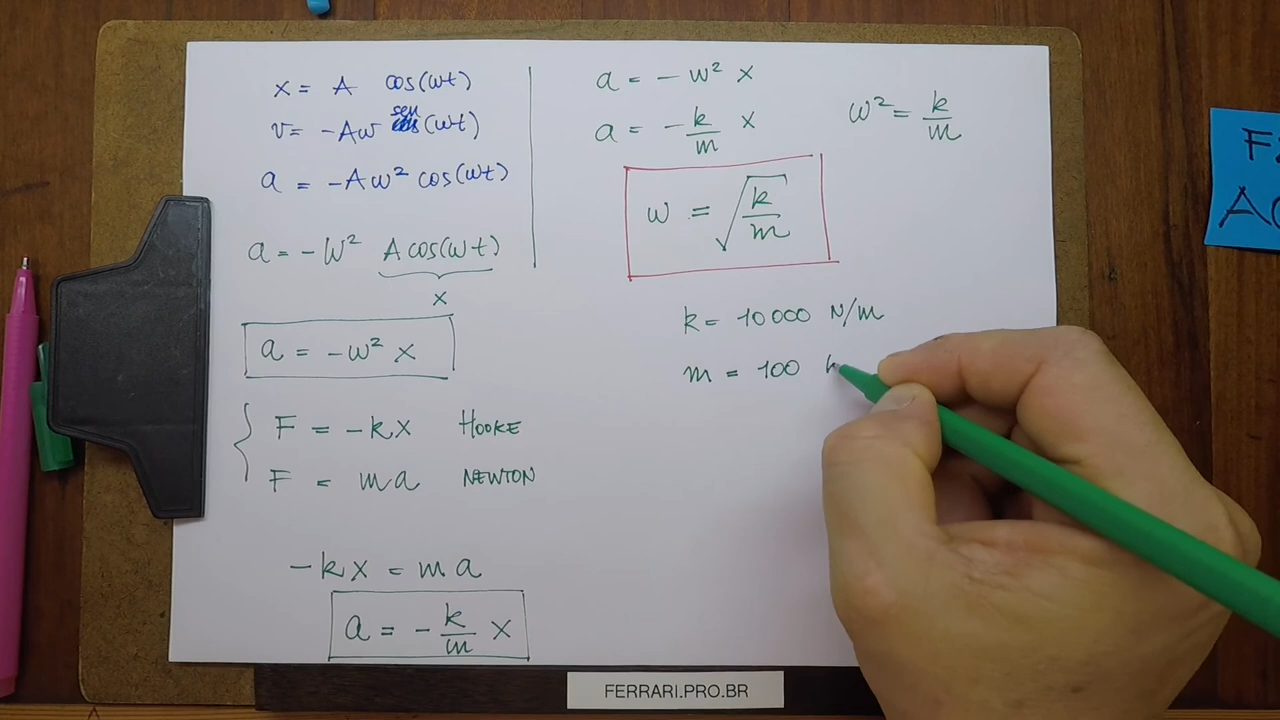 x = A cos(ωt)
v = -Aω sen(ωt)
a = -Aω² cos(ωt)
a = -ω² A cos(ωt)
x
a = -ω² x
F = -kx HOOKE
F = ma NEWTON
-kx = ma
a = - k/m x
a = - ω² x
a = - k/m x
ω² = k/m
ω = √(k/m)
k = 10000 N/m
m = 100 k
FERRARI.PRO.BR